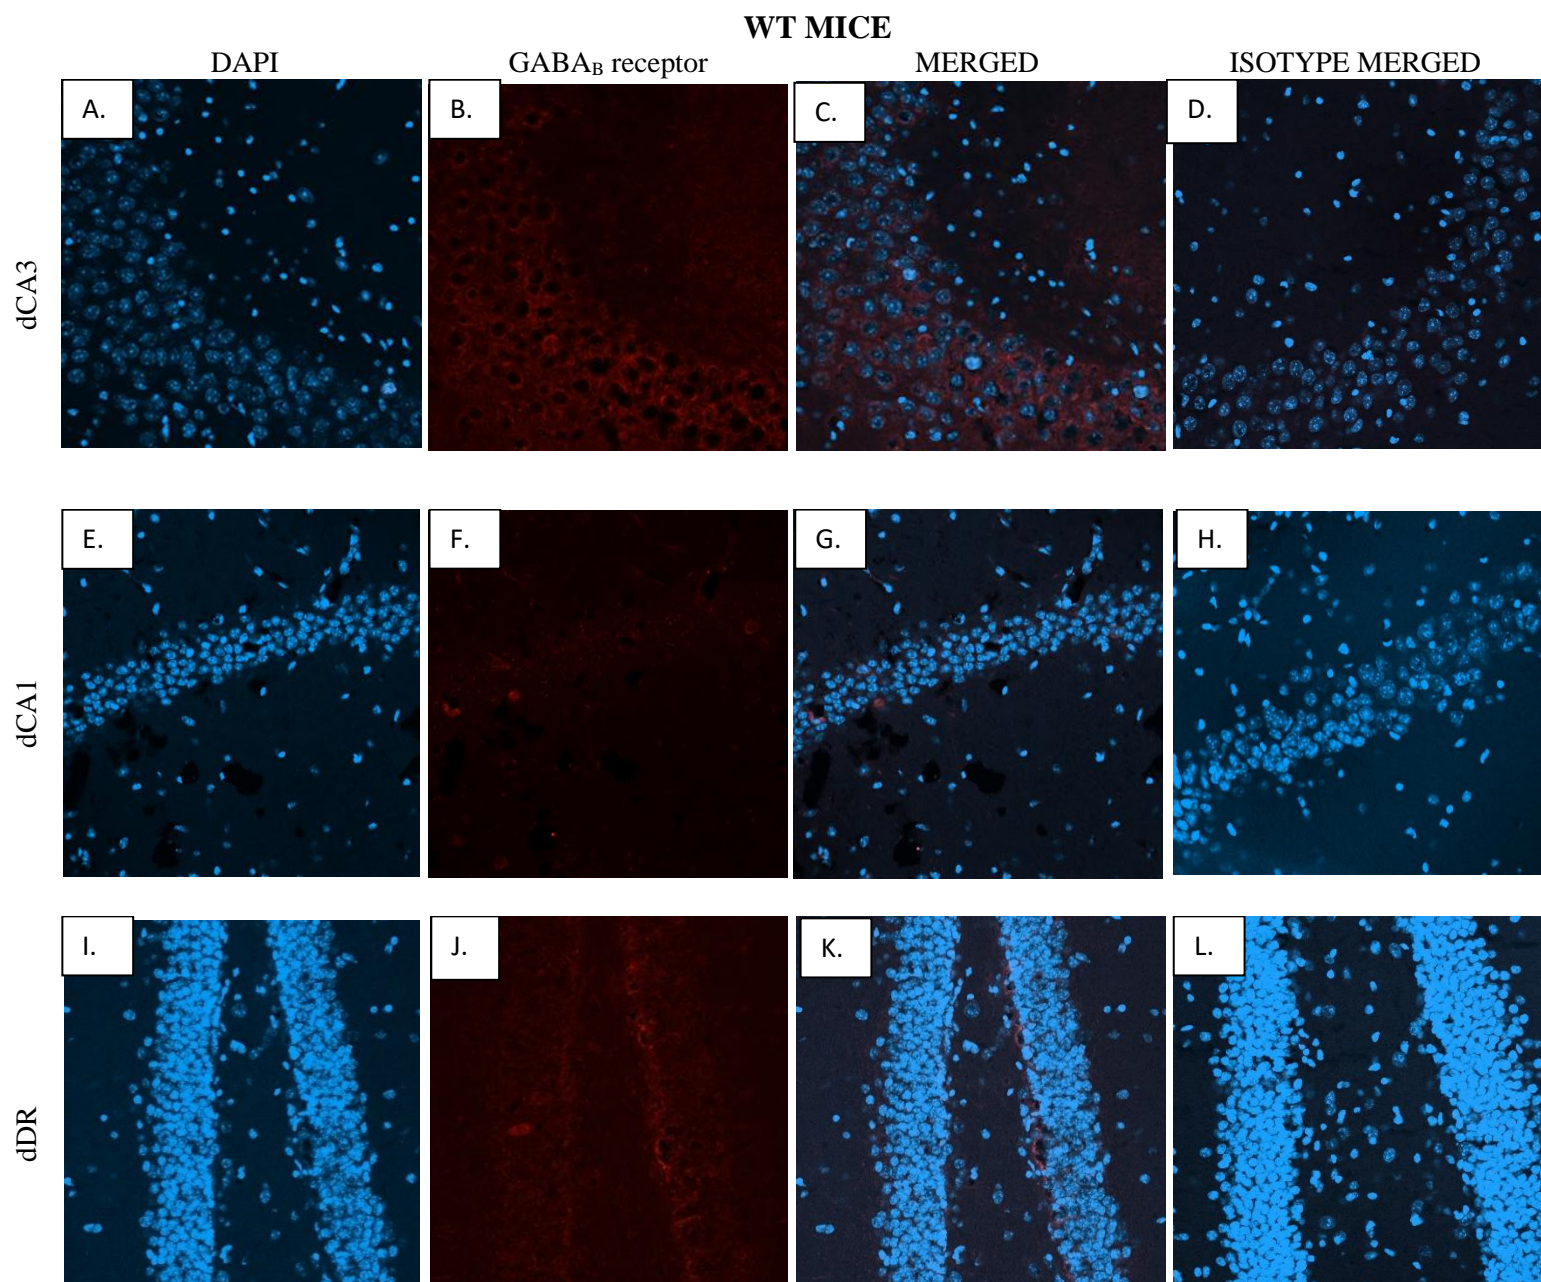 WT MICE
DAPI GABAB receptor MERGED ISOTYPE MERGED
dCA3
A. B. C. D.
dCA1
E. F. G. H.
dDR
I. J. K. L.